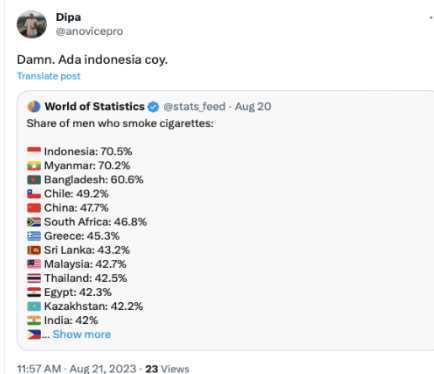 Dipa
@anovicepro
Damn. Ada indonesia coy.
Translate post
World of Statistics @stats_feed · Aug 20
Share of men who smoke cigarettes:
Indonesia: 70.5%
Myanmar: 70.2%
Bangladesh: 60.6%
Chile: 49.2%
China: 47.7%
South Africa: 46.8%
Greece: 45.3%
Sri Lanka: 43.2%
Malaysia: 42.7%
Thailand: 42.5%
Egypt: 42.3%
Kazakhstan: 42.2%
India: 42%
... Show more
11:57 AM · Aug 21, 2023 · 23 Views